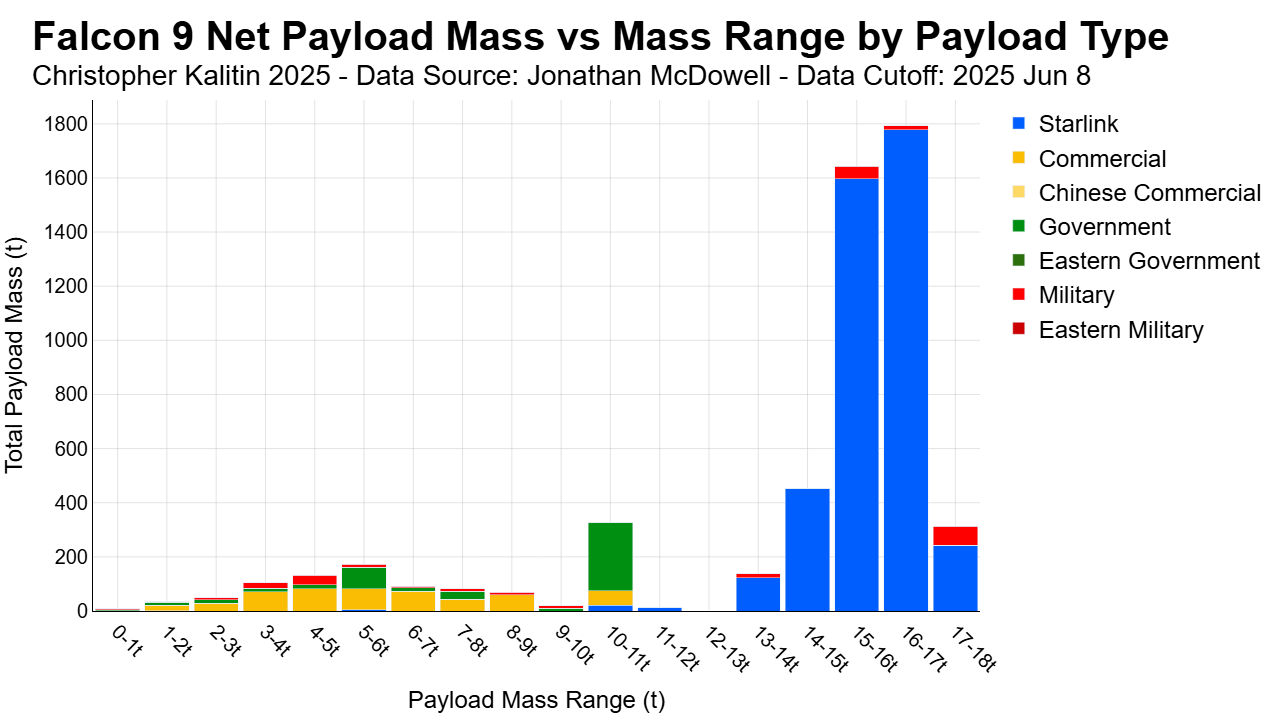 Falcon 9 Net Payload Mass vs Mass Range by Payload Type
Christopher Kalitin 2025 - Data Source: Jonathan McDowell - Data Cutoff: 2025 Jun 8
Total Payload Mass (t)
1800
1600
1400
1200
1000
800
600
400
200
0
0-1t
1-2t
2-3t
3-4t
4-5t
5-6t
6-7t
7-8t
8-9t
9-10t
10-11t
11-12t
12-13t
13-14t
14-15t
15-16t
16-17t
17-18t
Payload Mass Range (t)
Starlink
Commercial
Chinese Commercial
Government
Eastern Government
Military
Eastern Military